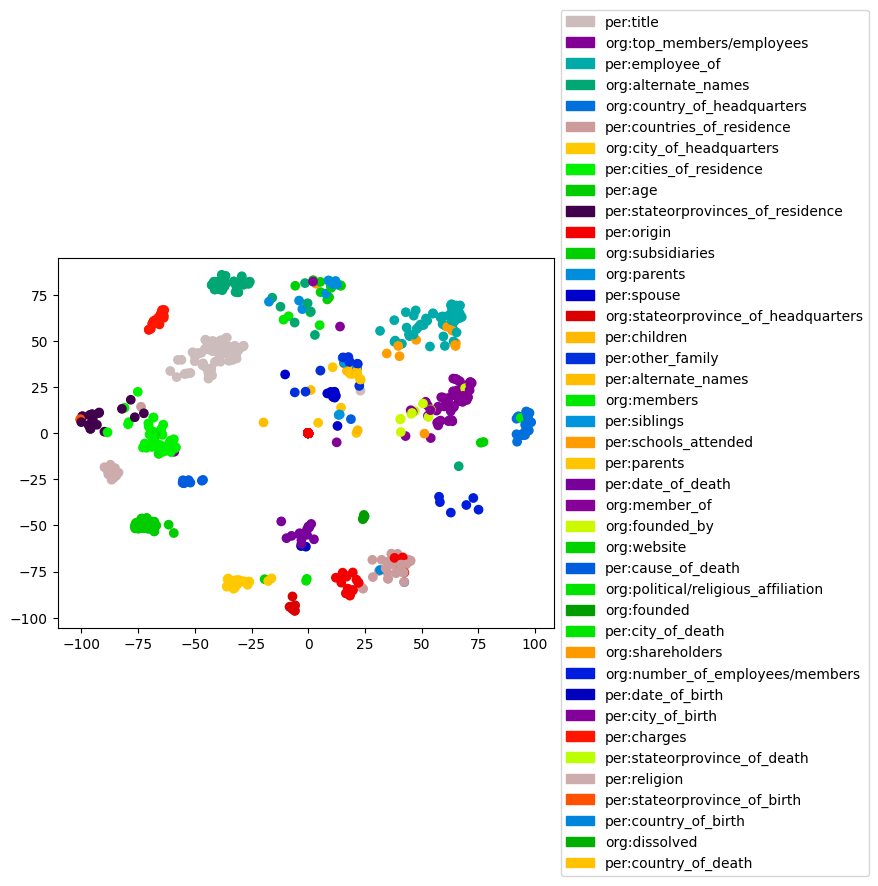 per:title
org:top_members/employees
per:employee_of
org:alternate_names
org:country_of_headquarters
per:countries_of_residence
org:city_of_headquarters
per:cities_of_residence
per:age
per:stateorprovinces_of_residence
per:origin
org:subsidiaries
org:parents
per:spouse
org:stateorprovince_of_headquarters
per:children
per:other_family
per:alternate_names
org:members
per:siblings
per:schools_attended
per:parents
per:date_of_death
org:member_of
org:founded_by
org:website
per:cause_of_death
org:political/religious_affiliation
org:founded
per:city_of_death
org:shareholders
org:number_of_employees/members
per:date_of_birth
per:city_of_birth
per:charges
per:stateorprovince_of_death
per:religion
per:stateorprovince_of_birth
per:country_of_birth
org:dissolved
per:country_of_death
75
50
25
0
−25
−50
−75
−100
−100 −75 −50 −25 0 25 50 75 100